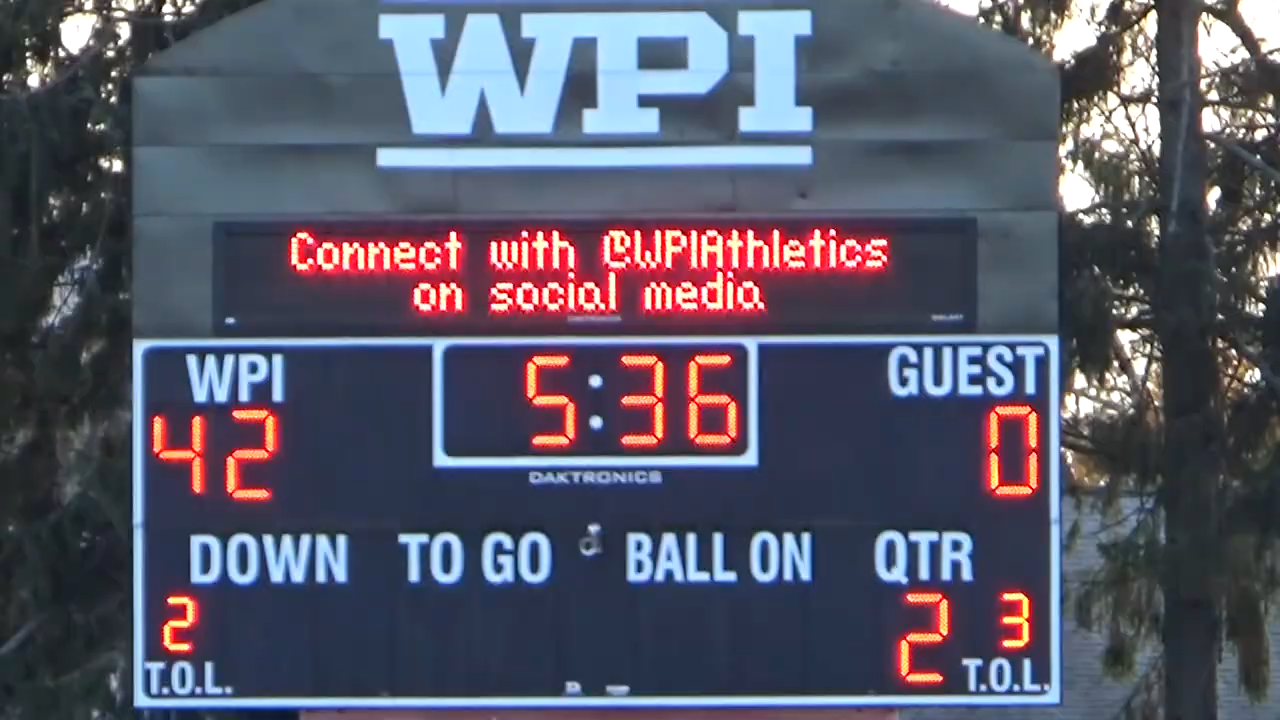 WPI
Connect with @WPIAthletics
on social media
WPI 5:36 GUEST
42 0
DAKTRONICS
DOWN TO GO BALL ON QTR
2 2 3
T.O.L. T.O.L.